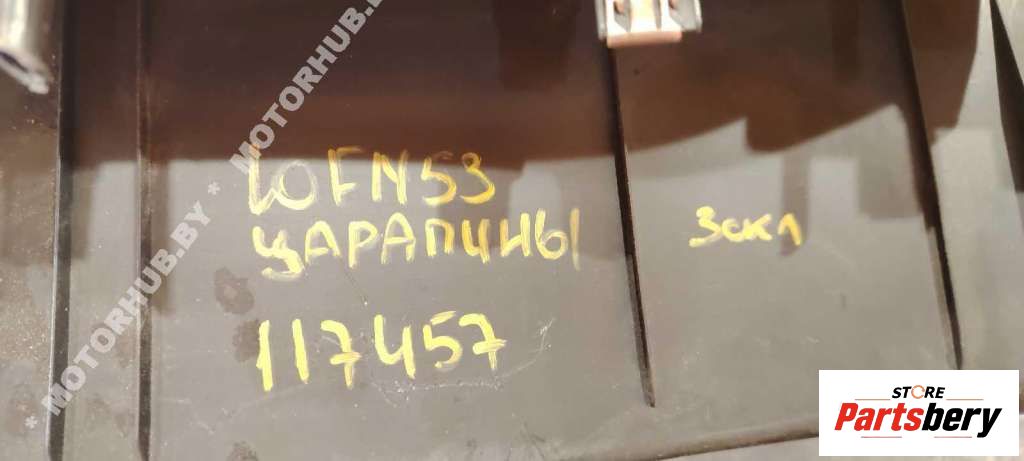 * MOTORHUB.BY * MOTORHUB.BY
LOFN53
ЦАРАПИНЫ
3СКЛ
117457
STORE
Partsbery